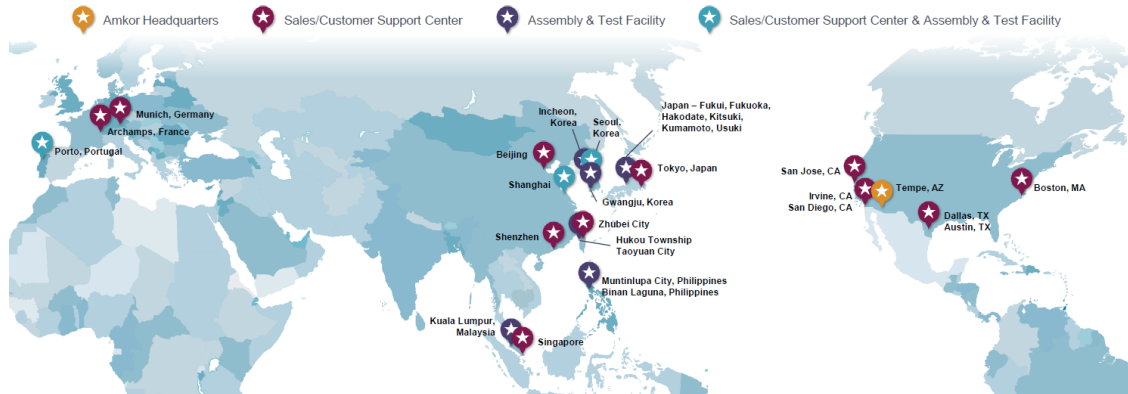 Amkor Headquarters
Sales/Customer Support Center
Assembly & Test Facility
Sales/Customer Support Center & Assembly & Test Facility
Munich, Germany
Archamps, France
Porto, Portugal
Incheon,
Korea
Seoul,
Korea
Japan – Fukui, Fukuoka,
Hakodate, Kitsuki,
Kumamoto, Usuki
Beijing
Tokyo, Japan
Shanghai
Gwangju, Korea
Zhubei City
Shenzhen
Hukou Township
Taoyuan City
Muntinlupa City, Philippines
Binan Laguna, Philippines
Kuala Lumpur,
Malaysia
Singapore
San Jose, CA
Irvine, CA
San Diego, CA
Tempe, AZ
Boston, MA
Dallas, TX
Austin, TX